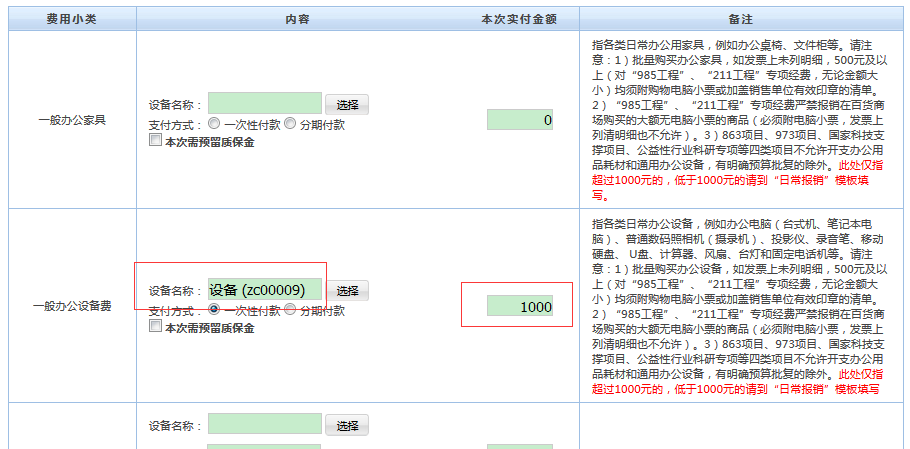 费用小类 内容 本次实付金额 备注
一般办公家具
设备名称： 选择
支付方式： 一次性付款 分期付款
本次需预留质保金
0
指各类日常办公用家具，例如办公桌椅、文件柜等。请注
意：1）批量购买办公家具，如发票上未列明细，500元及以
上（对“985工程”、“211工程”专项经费，无论金额大
小）均须附购物电脑小票或加盖销售单位有效印章的清单。
2）“985工程”、“211工程”专项经费严禁报销在百货商
场购买的大额无电脑小票的商品（必须附电脑小票，发票上
列清明细也不允许）。3）863项目、973项目、国家科技支
撑项目、公益性行业科研专项等四类项目不允许开支办公用
品耗材和通用办公设备，有明确预算批复的除外。此处仅指
超过1000元的，低于1000元的请到“日常报销”模板填
写。
一般办公设备费
设备名称： 设备 (zc00009) 选择
支付方式： 一次性付款 分期付款
本次需预留质保金
1000
指各类日常办公设备，例如办公电脑（台式机、笔记本电
脑）、普通数码照相机（摄录机）、投影仪、录音笔、移动
硬盘、 U盘、计算器、风扇、台灯和固定电话机等。请注
意：1）批量购买办公设备，如发票上未列明细，500元及以
上（对“985工程”、“211工程”专项经费，无论金额大
小）均须附购物电脑小票或加盖销售单位有效印章的清单。
2）“985工程”、“211工程”专项经费严禁报销在百货商
场购买的大额无电脑小票的商品（必须附电脑小票，发票上
列清明细也不允许）。3）863项目、973项目、国家科技支
撑项目、公益性行业科研专项等四类项目不允许开支办公用
品耗材和通用办公设备，有明确预算批复的除外。此处仅指
超过1000元的，低于1000元的请到“日常报销”模板填写
设备名称： 选择